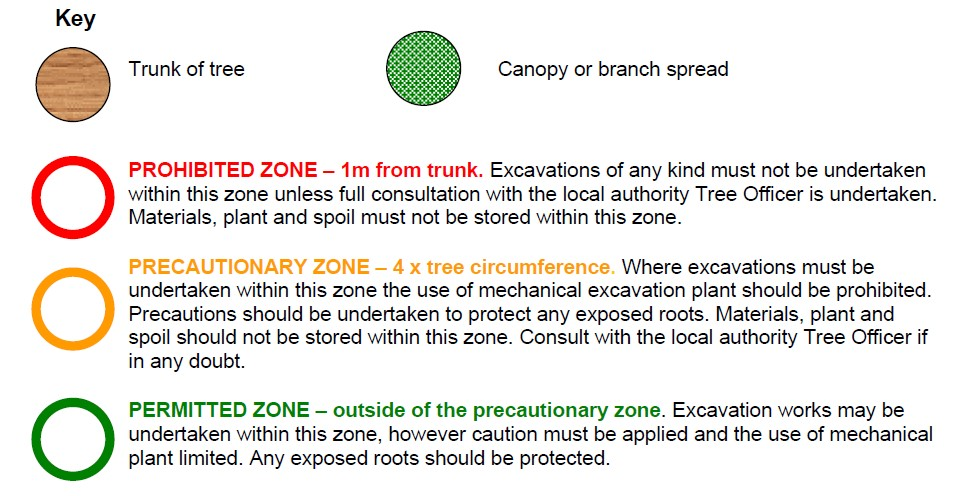 Key
Trunk of tree
Canopy or branch spread
PROHIBITED ZONE – 1m from trunk. Excavations of any kind must not be undertaken
within this zone unless full consultation with the local authority Tree Officer is undertaken.
Materials, plant and spoil must not be stored within this zone.
PRECAUTIONARY ZONE – 4 x tree circumference. Where excavations must be
undertaken within this zone the use of mechanical excavation plant should be prohibited.
Precautions should be undertaken to protect any exposed roots. Materials, plant and
spoil should not be stored within this zone. Consult with the local authority Tree Officer if
in any doubt.
PERMITTED ZONE – outside of the precautionary zone. Excavation works may be
undertaken within this zone, however caution must be applied and the use of mechanical
plant limited. Any exposed roots should be protected.